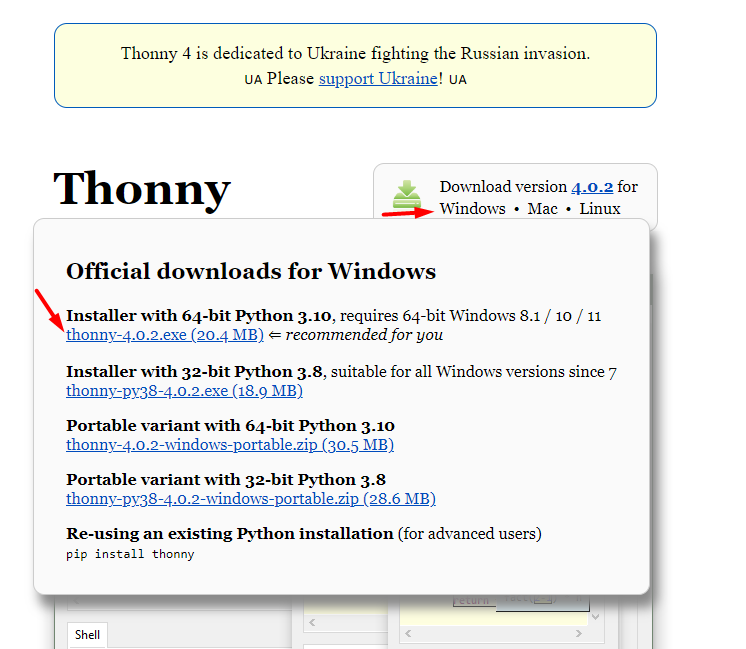 Thonny 4 is dedicated to Ukraine fighting the Russian invasion.
UA Please support Ukraine! UA
Thonny
Download version 4.0.2 for
Windows • Mac • Linux
Official downloads for Windows
Installer with 64-bit Python 3.10, requires 64-bit Windows 8.1 / 10 / 11
thonny-4.0.2.exe (20.4 MB) ⇐ recommended for you
Installer with 32-bit Python 3.8, suitable for all Windows versions since 7
thonny-py38-4.0.2.exe (18.9 MB)
Portable variant with 64-bit Python 3.10
thonny-4.0.2-windows-portable.zip (30.5 MB)
Portable variant with 32-bit Python 3.8
thonny-py38-4.0.2-windows-portable.zip (28.6 MB)
Re-using an existing Python installation (for advanced users)
pip install thonny
return
Shell